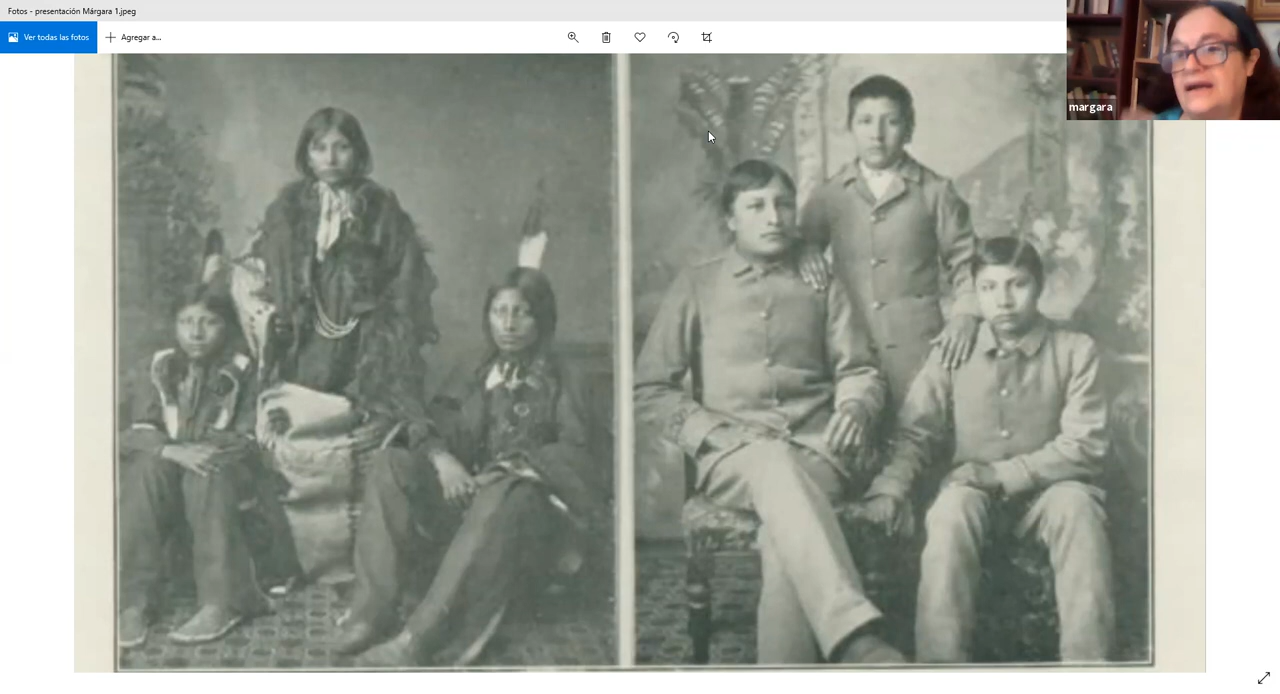 Fotos - presentación Márgara 1.jpeg
Ver todas las fotos
Agregar a...
margara